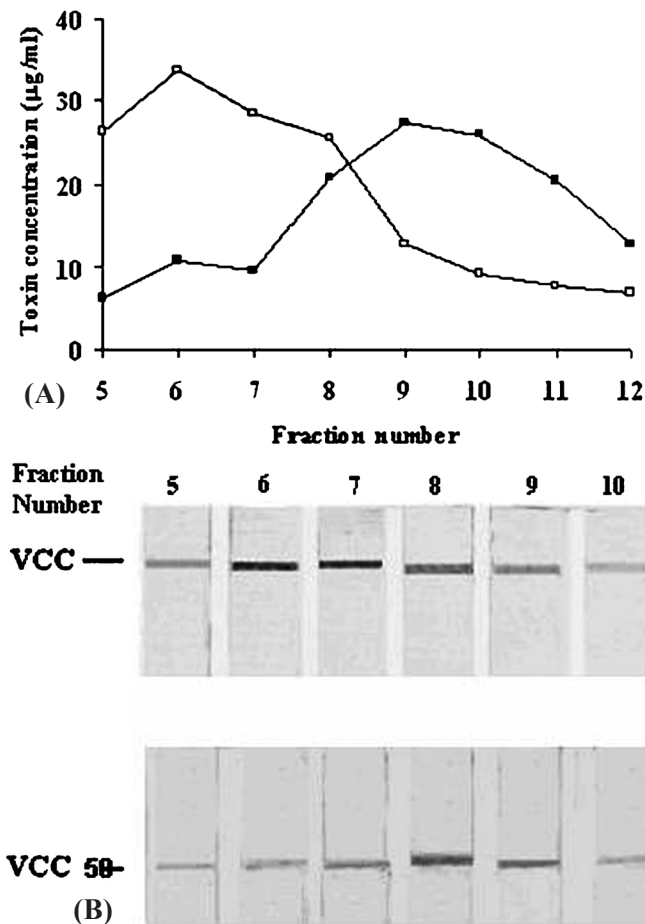 40
30
20
10
0
Toxin concentration (µg/ml)
5 6 7 8 9 10 11 12
(A)
Fraction number
Fraction Number
5 6 7 8 9 10
VCC
VCC 50
(B)